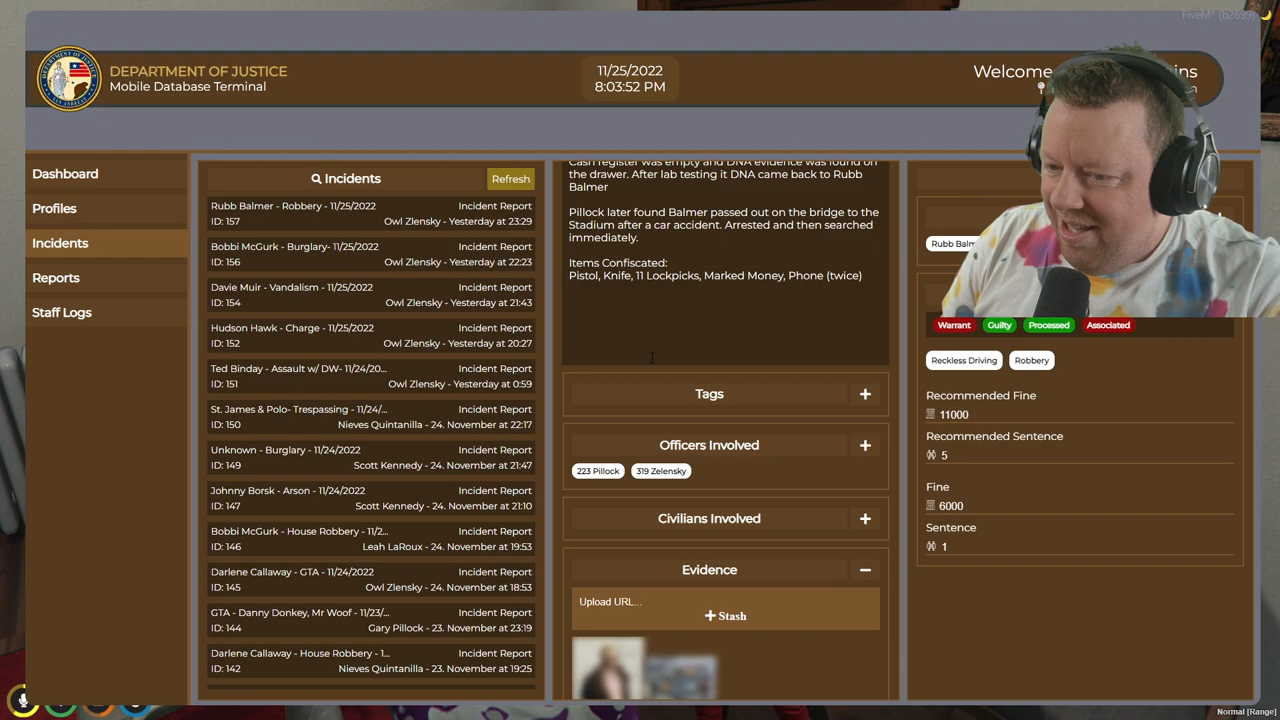 FiveM* (b2699)
DEPARTMENT OF JUSTICE
Mobile Database Terminal
11/25/2022
8:03:52 PM
Welcome
Dashboard
Profiles
Incidents
Reports
Staff Logs
Incidents
Refresh
Rubb Balmer - Robbery - 11/25/2022 Incident Report
ID: 157 Owl Zlensky - Yesterday at 23:29
Bobbi McGurk - Burglary- 11/25/2022 Incident Report
ID: 156 Owl Zlensky - Yesterday at 22:23
Davie Muir - Vandalism - 11/25/2022 Incident Report
ID: 154 Owl Zlensky - Yesterday at 21:43
Hudson Hawk - Charge - 11/25/2022 Incident Report
ID: 152 Owl Zlensky - Yesterday at 20:27
Ted Binday - Assault w/ DW- 11/24/20... Incident Report
ID: 151 Owl Zlensky - Yesterday at 0:59
St. James & Polo- Trespassing - 11/24/... Incident Report
ID: 150 Nieves Quintanilla - 24. November at 22:17
Unknown - Burglary - 11/24/2022 Incident Report
ID: 149 Scott Kennedy - 24. November at 21:47
Johnny Borsk - Arson - 11/24/2022 Incident Report
ID: 147 Scott Kennedy - 24. November at 21:10
Bobbi McGurk - House Robbery - 11/2... Incident Report
ID: 146 Leah LaRoux - 24. November at 19:53
Darlene Callaway - GTA - 11/24/2022 Incident Report
ID: 145 Owl Zlensky - 24. November at 18:53
GTA - Danny Donkey, Mr Woof - 11/23/... Incident Report
ID: 144 Gary Pillock - 23. November at 23:19
Darlene Callaway - House Robbery - 1... Incident Report
ID: 142 Nieves Quintanilla - 23. November at 19:25
Cash register was empty and DNA evidence was found on
the drawer. After lab testing it DNA came back to Rubb
Balmer
Pillock later found Balmer passed out on the bridge to the
Stadium after a car accident. Arrested and then searched
immediately.
Items Confiscated:
Pistol, Knife, 11 Lockpicks, Marked Money, Phone (twice)
Tags +
Officers Involved +
223 Pillock 319 Zelensky
Civilians Involved +
Evidence −
Upload URL...
+ Stash
Warrant Guilty Processed Associated
Reckless Driving Robbery
Recommended Fine
11000
Recommended Sentence
5
Fine
6000
Sentence
1
Normal [Range]